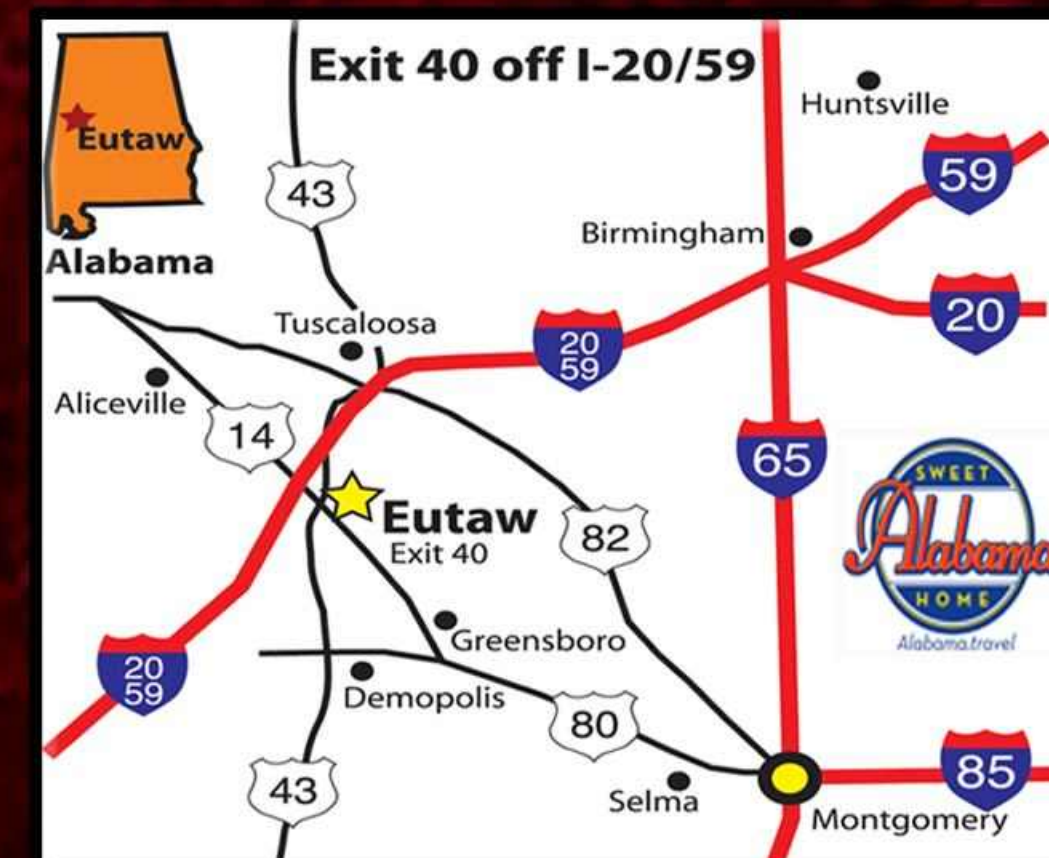 Exit 40 off I-20/59
Eutaw
Alabama
Huntsville
43
59
Birmingham
20
Tuscaloosa
20
59
Aliceville
14
65
SWEET
Alabama
HOME
Alabama.travel
Eutaw
Exit 40
82
Greensboro
20
59
Demopolis
80
43
Selma
85
Montgomery